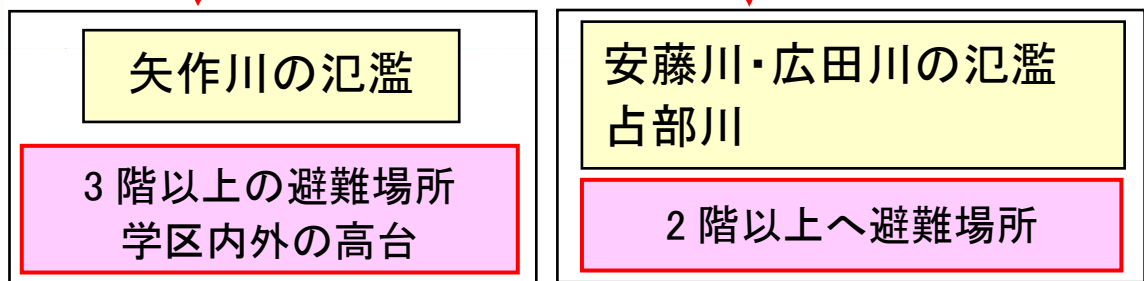 矢作川の氾濫
3階以上の避難場所
学区内外の高台
安藤川・広田川の氾濫
占部川
2階以上へ避難場所